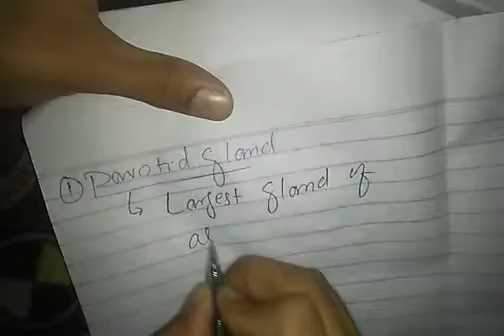 ① Parotid gland
↳ Largest gland of
a